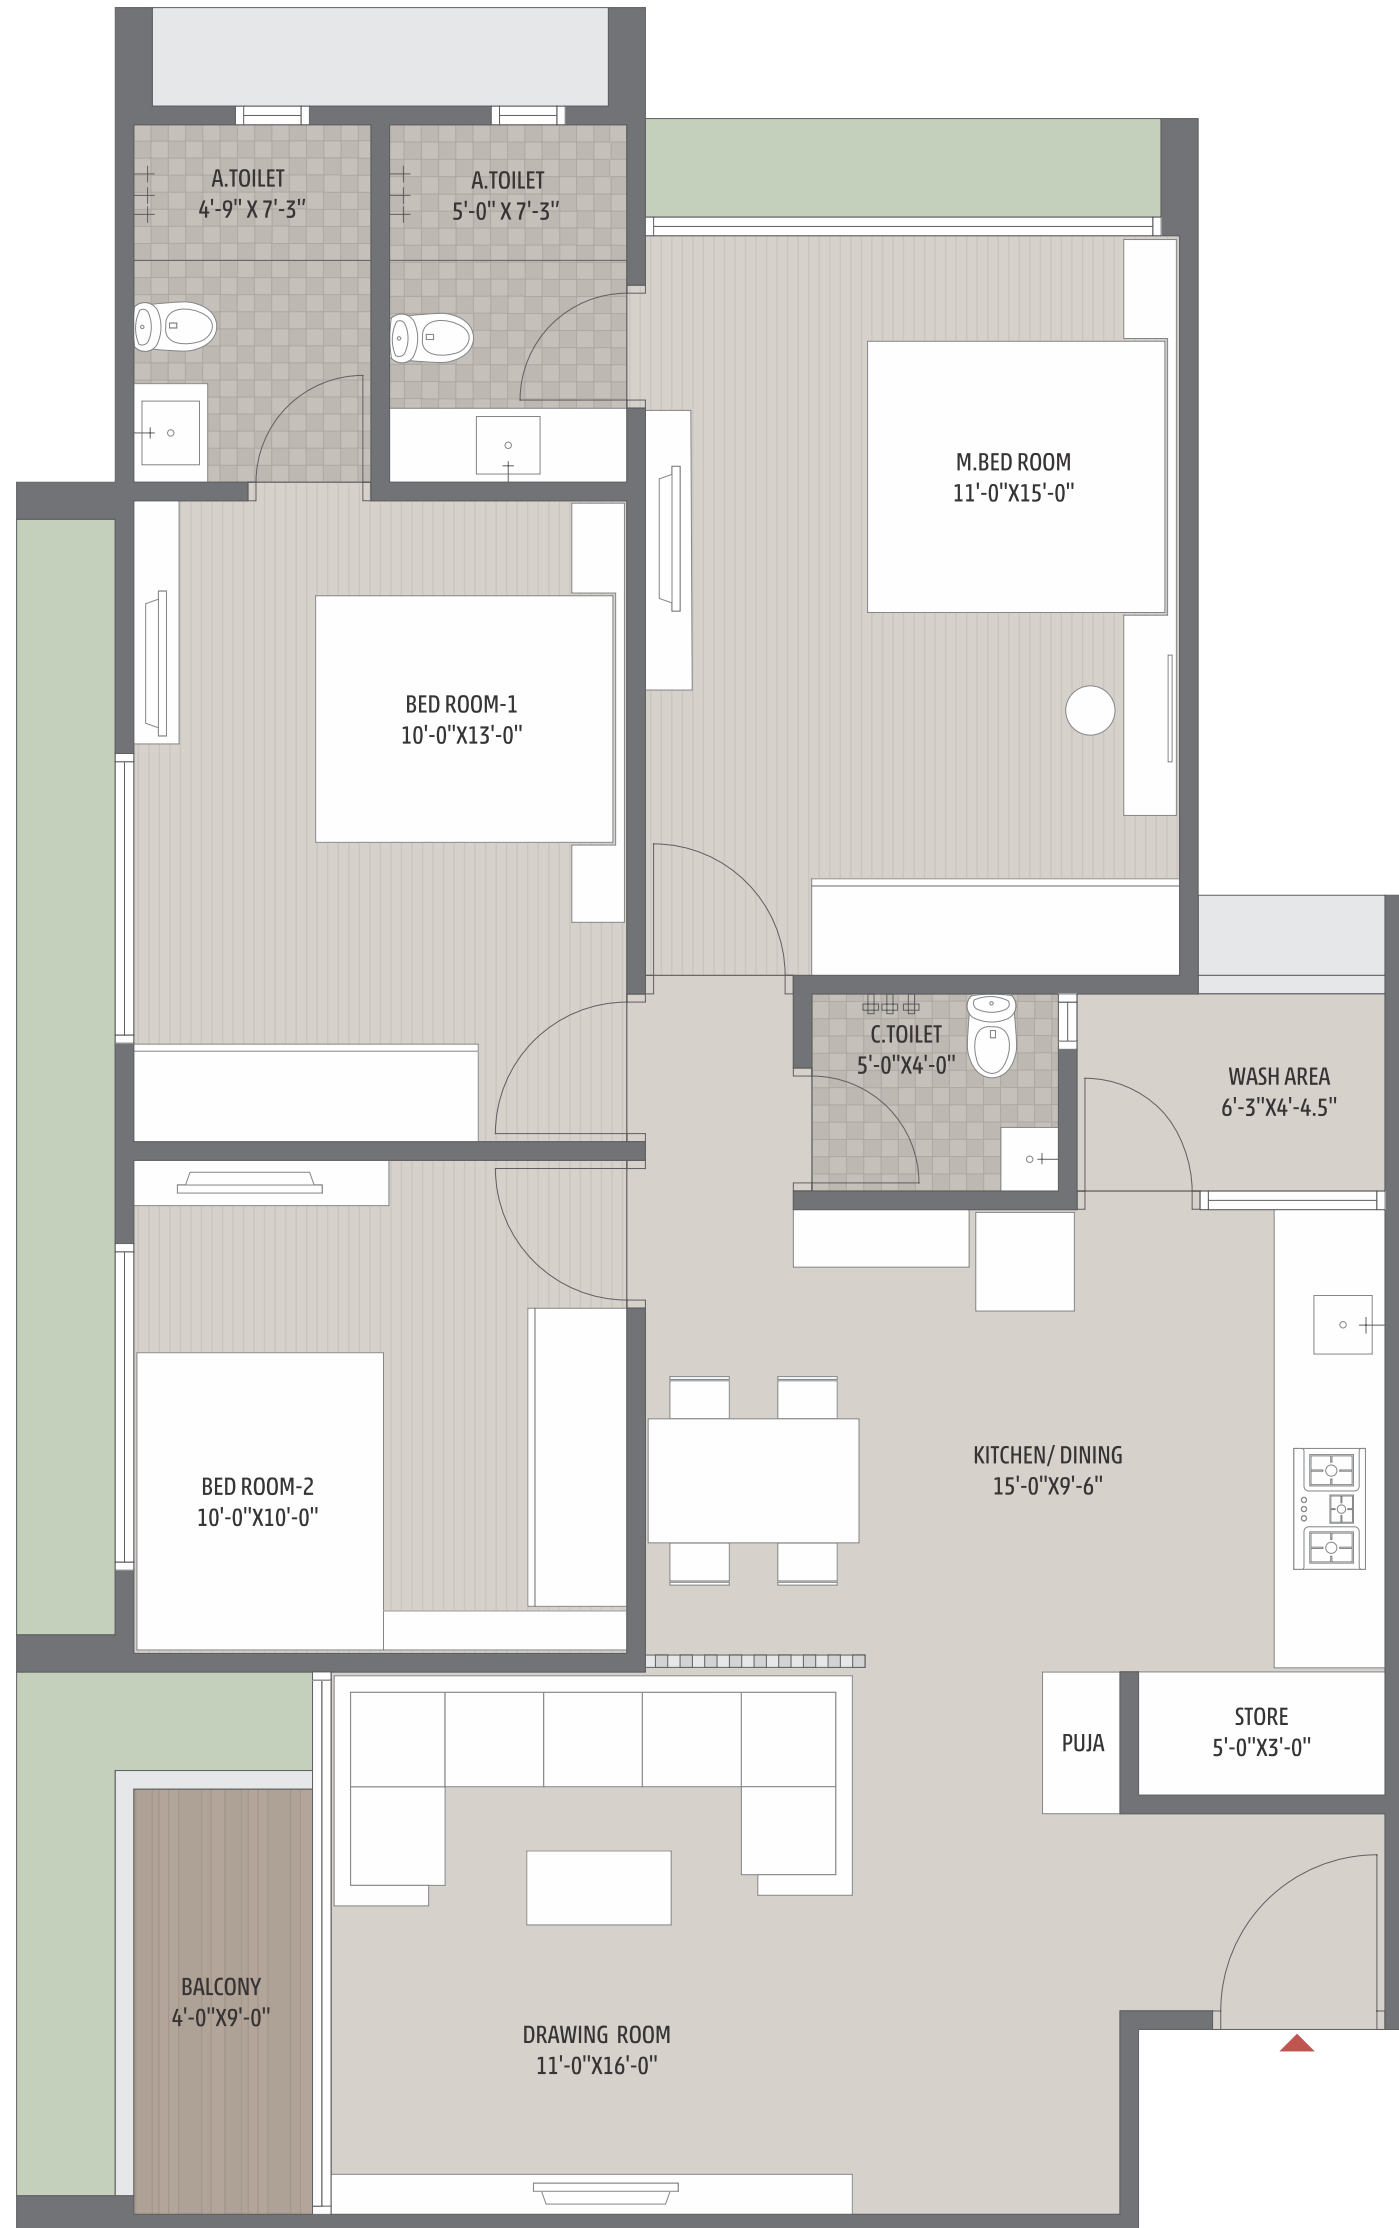 A.TOILET
4'-9" X 7'-3"
A.TOILET
5'-0" X 7'-3"
M.BED ROOM
11'-0"X15'-0"
BED ROOM-1
10'-0"X13'-0"
C.TOILET
5'-0"X4'-0"
WASH AREA
6'-3"X4'-4.5"
KITCHEN/ DINING
15'-0"X9'-6"
BED ROOM-2
10'-0"X10'-0"
PUJA
STORE
5'-0"X3'-0"
BALCONY
4'-0"X9'-0"
DRAWING ROOM
11'-0"X16'-0"